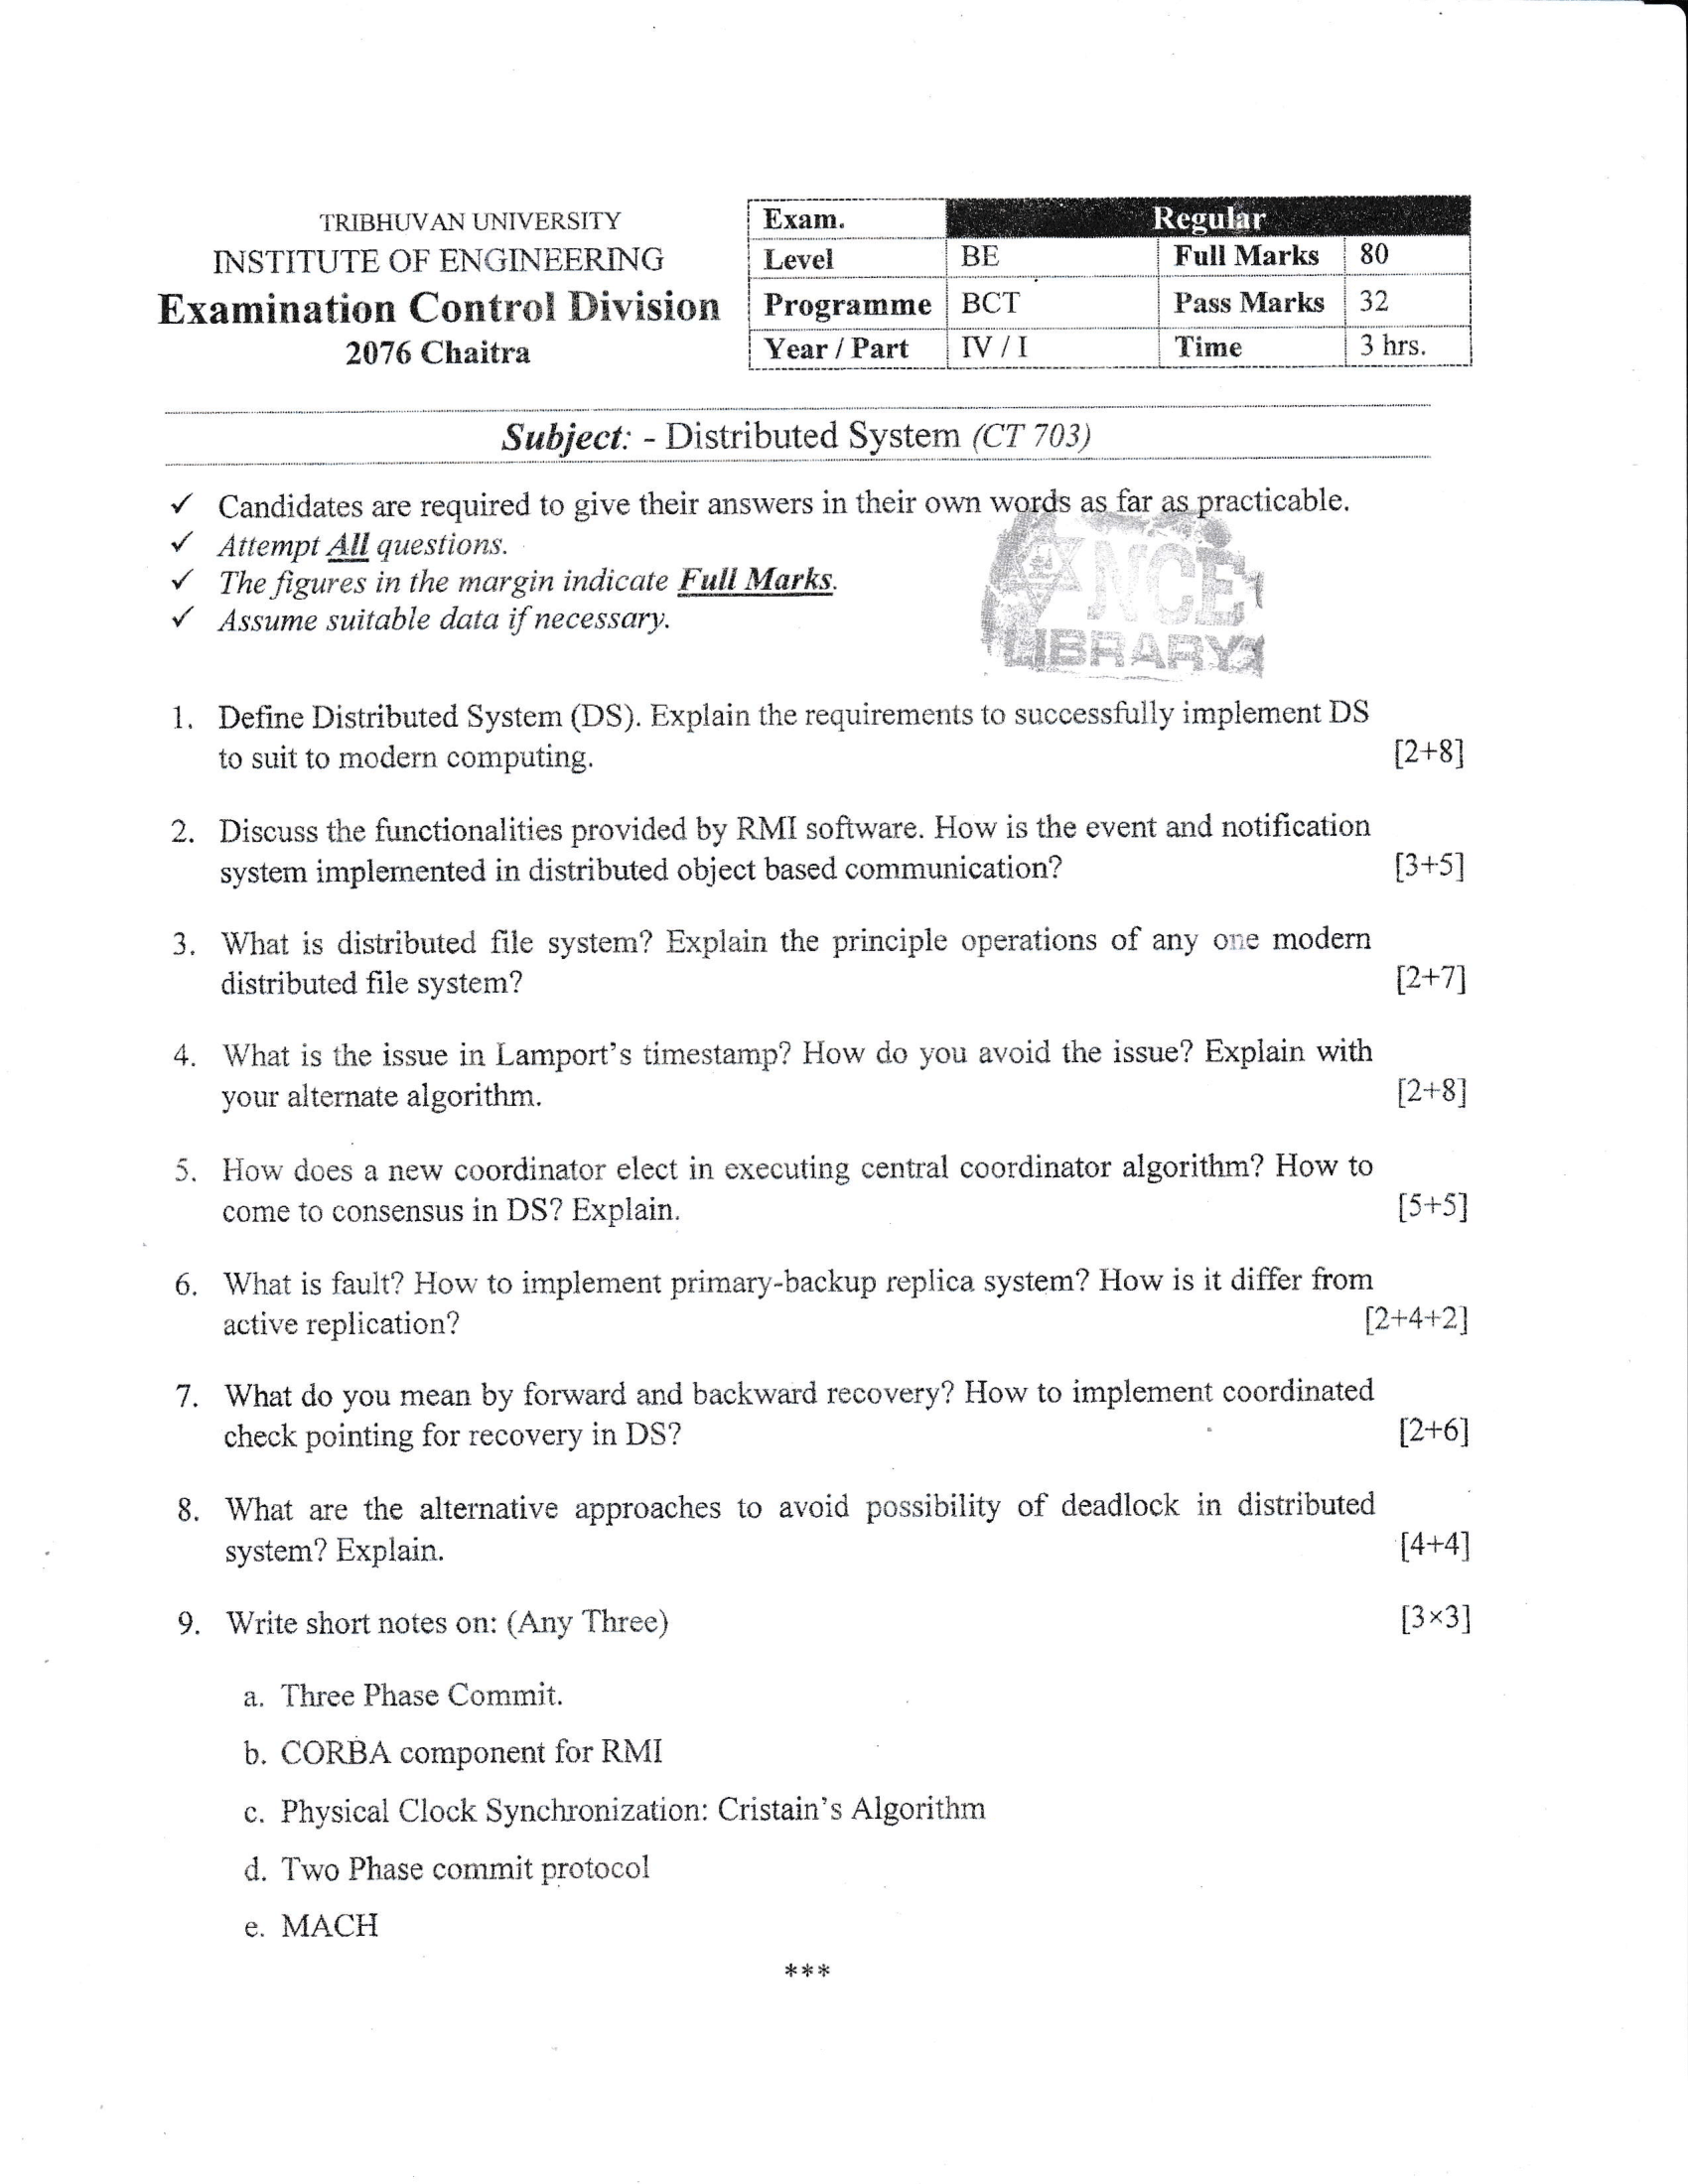 TRIBHUVAN UNIVERSITY
INSTITUTE OF ENGINEERING
Examination Control Division
2076 Chaitra
Exam. Regular
Level BE Full Marks 80
Programme BCT Pass Marks 32
Year / Part IV / I Time 3 hrs.
Subject: - Distributed System (CT 703)
✓ Candidates are required to give their answers in their own words as far as practicable.
✓ Attempt All questions.
✓ The figures in the margin indicate Full Marks.
✓ Assume suitable data if necessary.
NCE
LIBRARY
1. Define Distributed System (DS). Explain the requirements to successfully implement DS
to suit to modern computing. [2+8]
2. Discuss the functionalities provided by RMI software. How is the event and notification
system implemented in distributed object based communication? [3+5]
3. What is distributed file system? Explain the principle operations of any one modern
distributed file system? [2+7]
4. What is the issue in Lamport's timestamp? How do you avoid the issue? Explain with
your alternate algorithm. [2+8]
5. How does a new coordinator elect in executing central coordinator algorithm? How to
come to consensus in DS? Explain. [5+5]
6. What is fault? How to implement primary-backup replica system? How is it differ from
active replication? [2+4+2]
7. What do you mean by forward and backward recovery? How to implement coordinated
check pointing for recovery in DS? [2+6]
8. What are the alternative approaches to avoid possibility of deadlock in distributed
system? Explain. [4+4]
9. Write short notes on: (Any Three) [3×3]
a. Three Phase Commit.
b. CORBA component for RMI
c. Physical Clock Synchronization: Cristain's Algorithm
d. Two Phase commit protocol
e. MACH
***